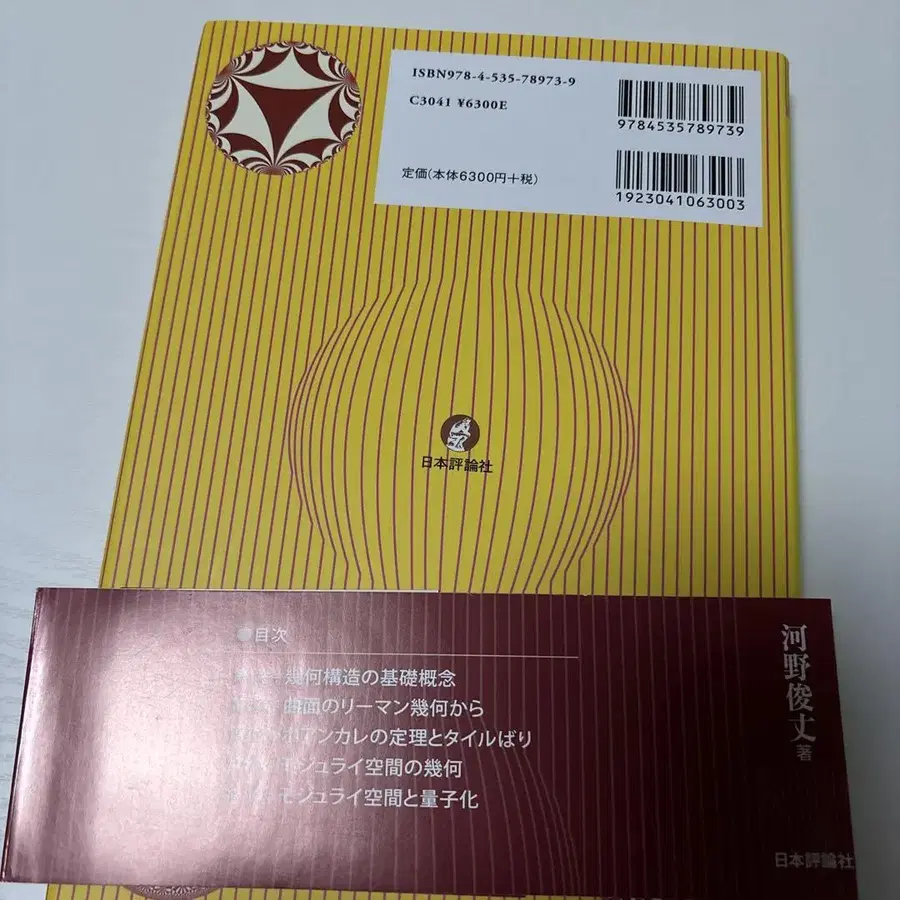 ISBN978-4-535-78973-9
C3041 ¥6300E
定価(本体6300円+税)
9784535789739
1923041063003
日本評論社
●目次
幾何構造の基礎概念
曲面のリーマン幾何から
ポアンカレの定理とタイルばり
モジュライ空間の幾何
モジュライ空間と量子化
河野俊丈 著
日本評論社